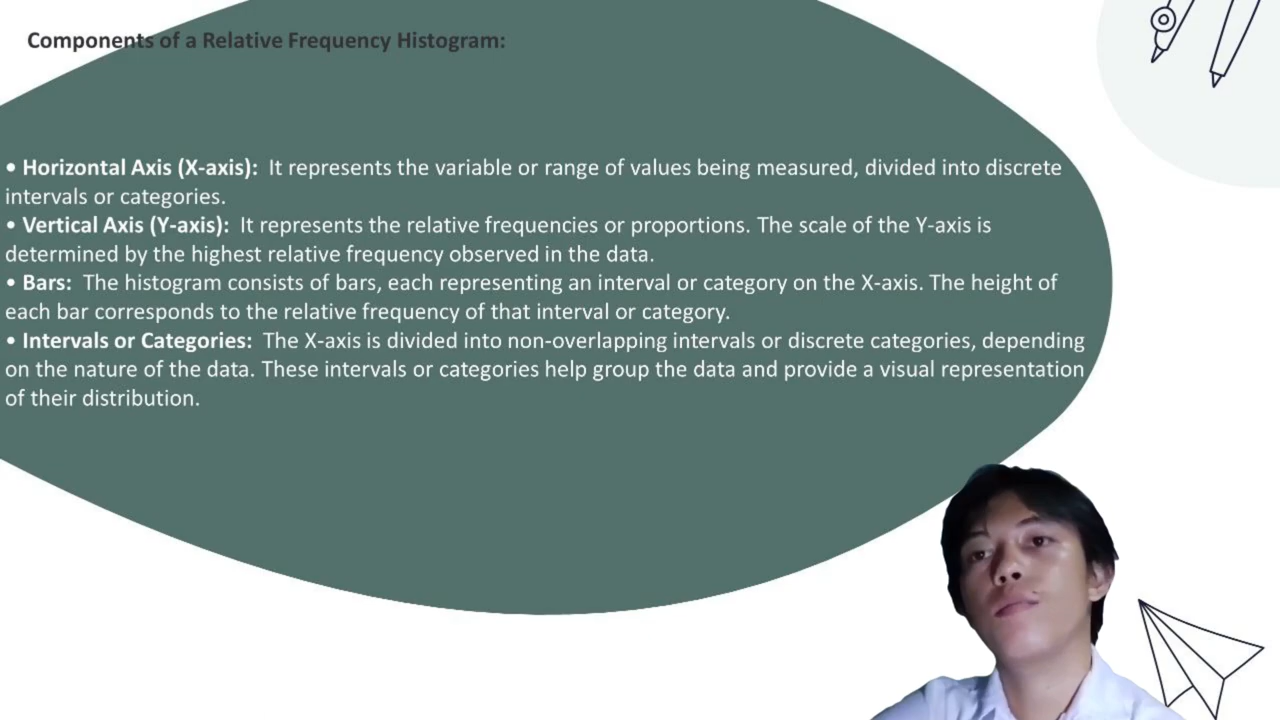 Components of a Relative Frequency Histogram:
• Horizontal Axis (X-axis): It represents the variable or range of values being measured, divided into discrete
intervals or categories.
• Vertical Axis (Y-axis): It represents the relative frequencies or proportions. The scale of the Y-axis is
determined by the highest relative frequency observed in the data.
• Bars: The histogram consists of bars, each representing an interval or category on the X-axis. The height of
each bar corresponds to the relative frequency of that interval or category.
• Intervals or Categories: The X-axis is divided into non-overlapping intervals or discrete categories, depending
on the nature of the data. These intervals or categories help group the data and provide a visual representation
of their distribution.